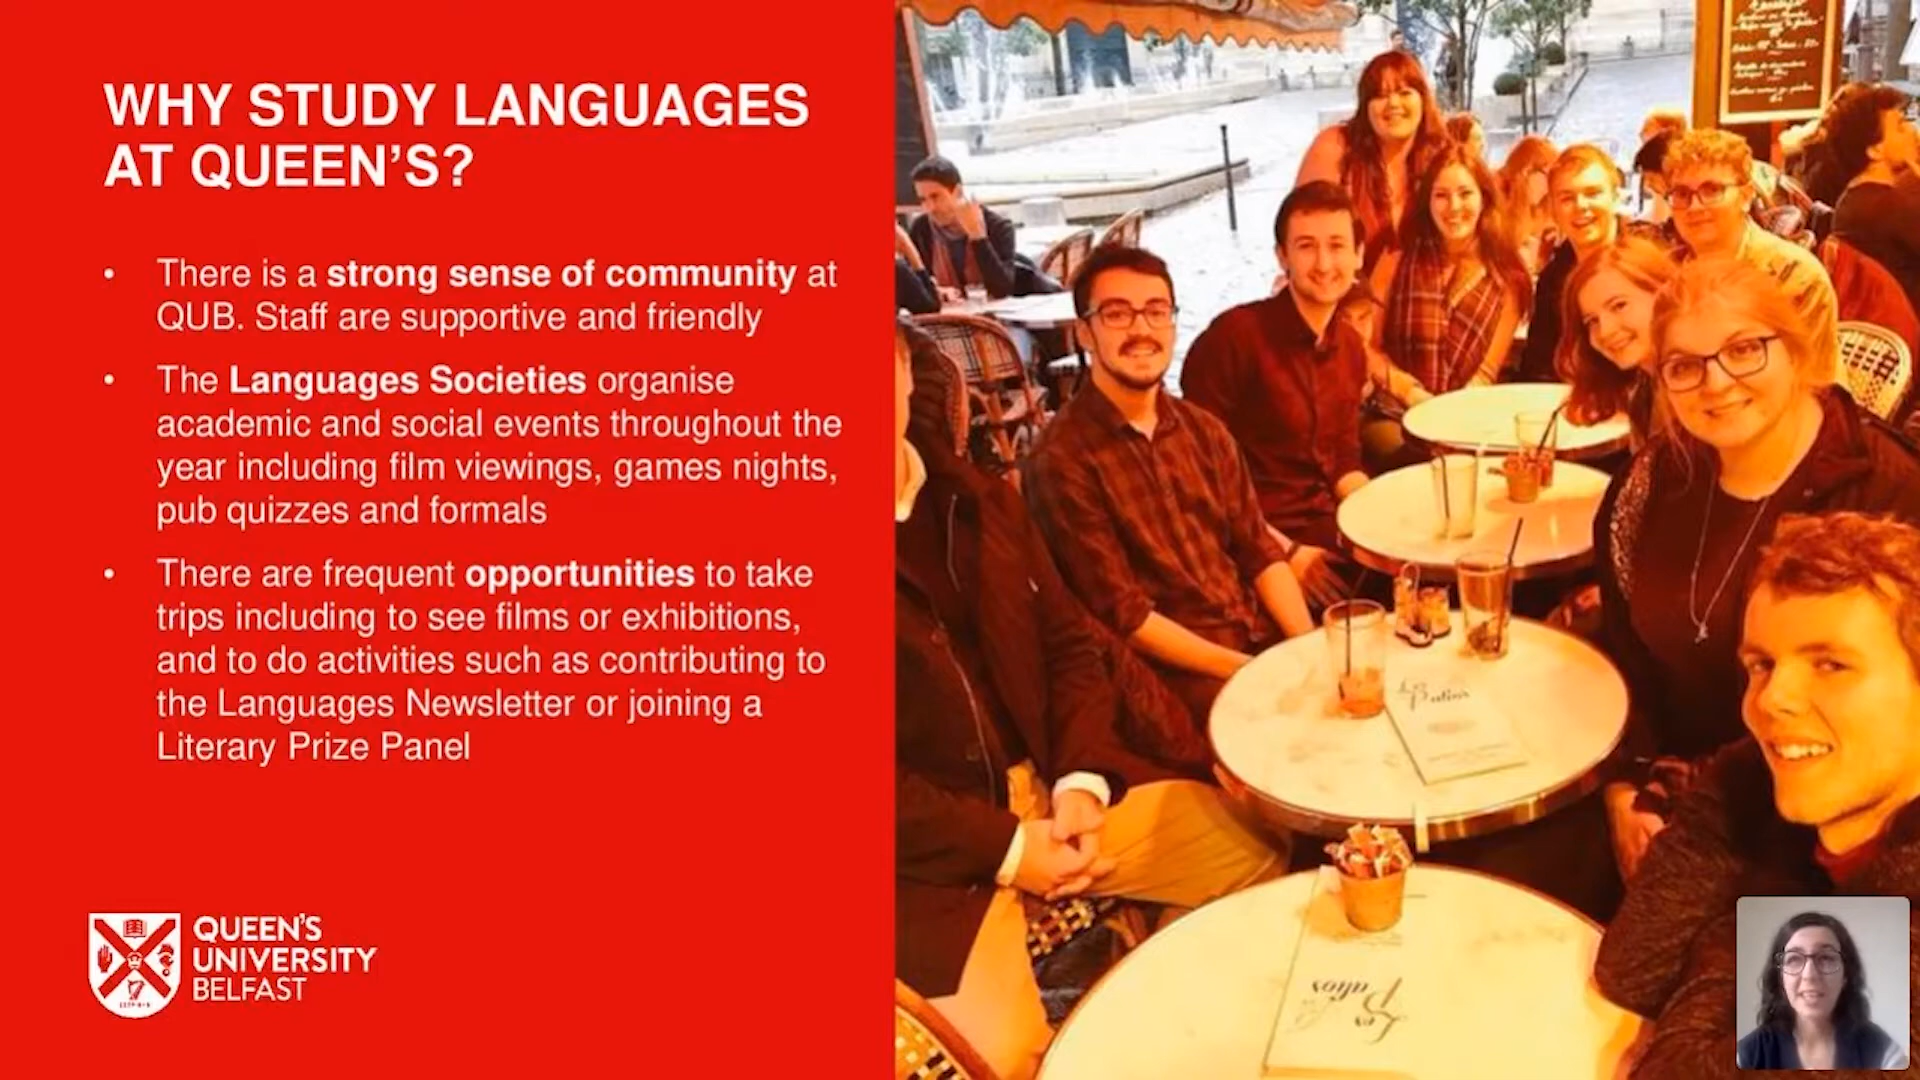 WHY STUDY LANGUAGES
AT QUEEN'S?
• There is a strong sense of community at
QUB. Staff are supportive and friendly
• The Languages Societies organise
academic and social events throughout the
year including film viewings, games nights,
pub quizzes and formals
• There are frequent opportunities to take
trips including to see films or exhibitions,
and to do activities such as contributing to
the Languages Newsletter or joining a
Literary Prize Panel
QUEEN'S
UNIVERSITY
BELFAST
Les
Patios